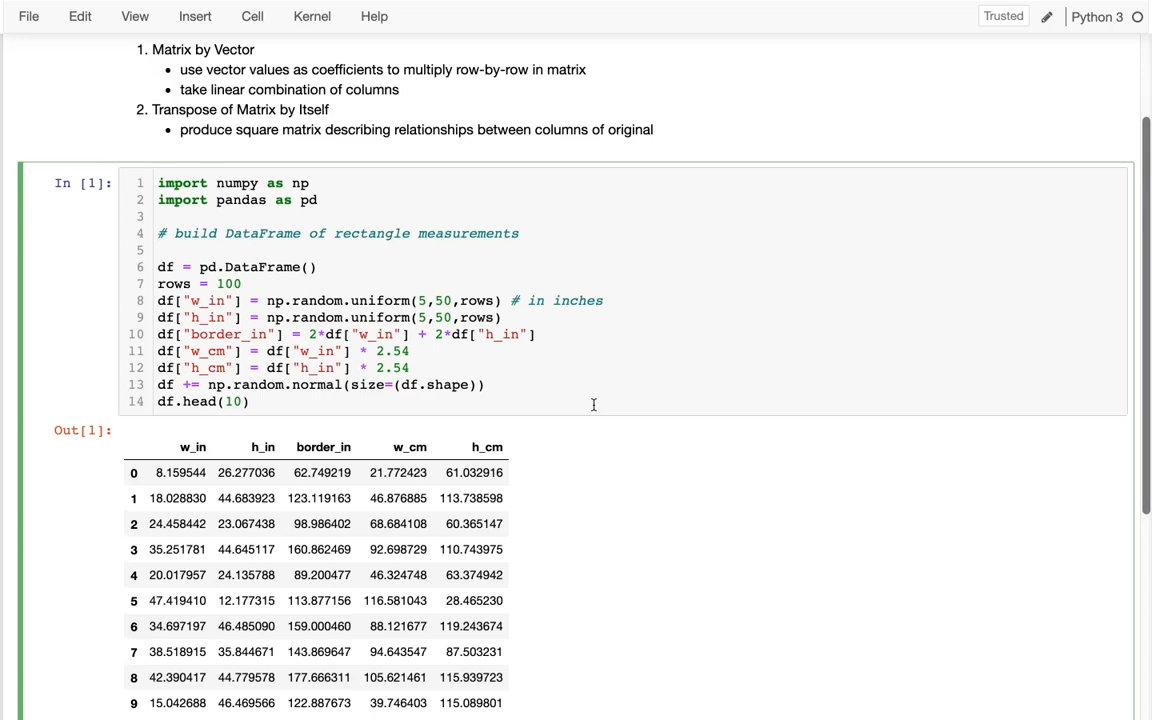 File Edit View Insert Cell Kernel Help Trusted Python 3
1. Matrix by Vector
• use vector values as coefficients to multiply row-by-row in matrix
• take linear combination of columns
2. Transpose of Matrix by Itself
• produce square matrix describing relationships between columns of original
In [1]: 1 import numpy as np
2 import pandas as pd
3
4 # build DataFrame of rectangle measurements
5
6 df = pd.DataFrame()
7 rows = 100
8 df["w_in"] = np.random.uniform(5,50,rows) # in inches
9 df["h_in"] = np.random.uniform(5,50,rows)
10 df["border_in"] = 2*df["w_in"] + 2*df["h_in"]
11 df["w_cm"] = df["w_in"] * 2.54
12 df["h_cm"] = df["h_in"] * 2.54
13 df += np.random.normal(size=(df.shape))
14 df.head(10)
Out[1]:
w_in h_in border_in w_cm h_cm
0 8.159544 26.277036 62.749219 21.772423 61.032916
1 18.028830 44.683923 123.119163 46.876885 113.738598
2 24.458442 23.067438 98.986402 68.684108 60.365147
3 35.251781 44.645117 160.862469 92.698729 110.743975
4 20.017957 24.135788 89.200477 46.324748 63.374942
5 47.419410 12.177315 113.877156 116.581043 28.465230
6 34.697197 46.485090 159.000460 88.121677 119.243674
7 38.518915 35.844671 143.869647 94.643547 87.503231
8 42.390417 44.779578 177.666311 105.621461 115.939723
9 15.042688 46.469566 122.887673 39.746403 115.089801